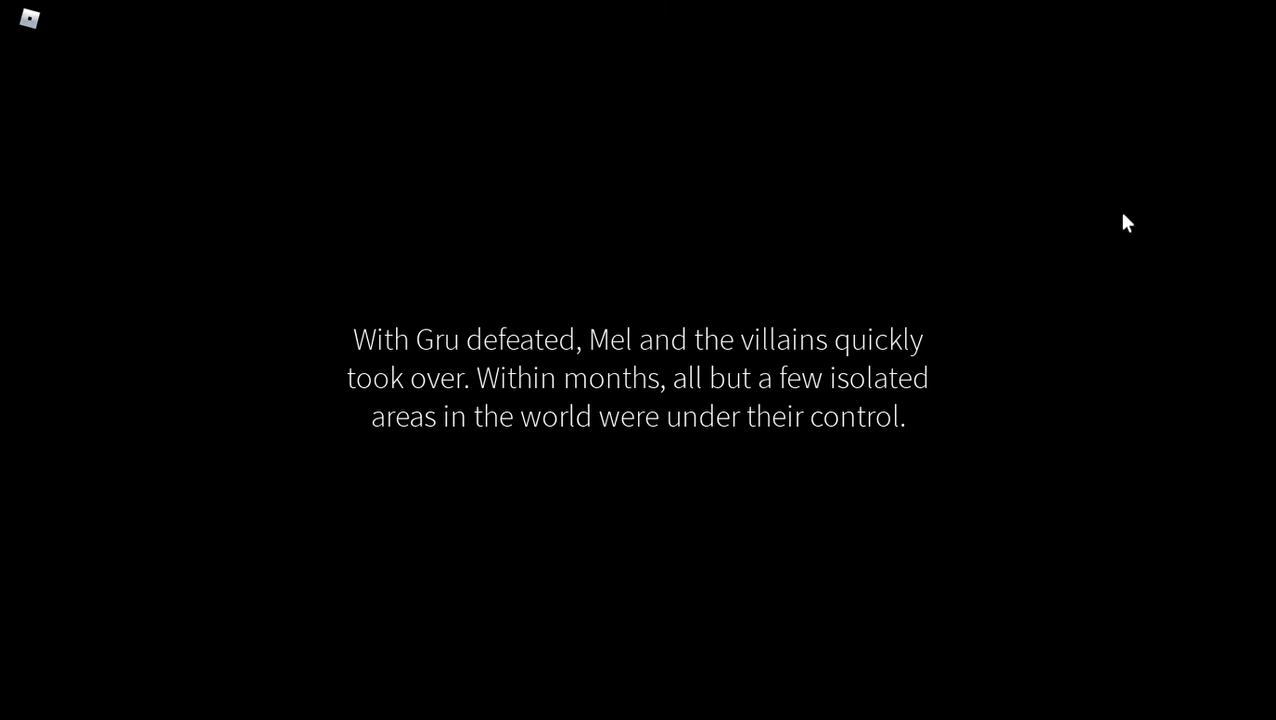 With Gru defeated, Mel and the villains quickly
took over. Within months, all but a few isolated
areas in the world were under their control.